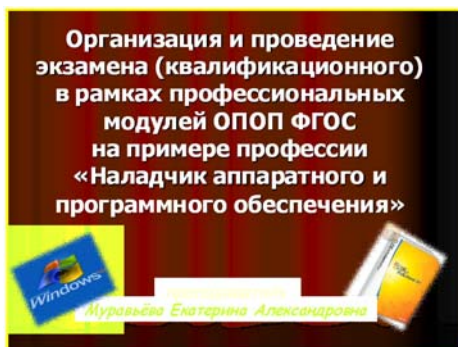 Организация и проведение
экзамена (квалификационного)
в рамках профессиональных
модулей ОПОП ФГОС
на примере профессии
«Наладчик аппаратного и
программного обеспечения»
Windows
Муравьёва Екатерина Александровна